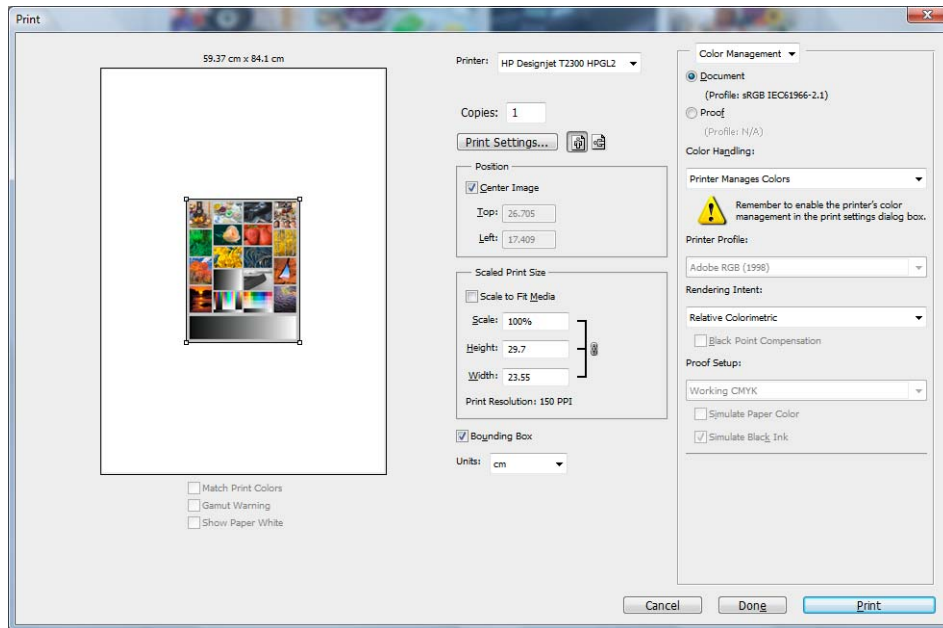 Print
59.37 cm x 84.1 cm
Match Print Colors
Gamut Warning
Show Paper White
Printer: HP Designjet T2300 HPGL2
Copies: 1
Print Settings...
Position
Center Image
Top: 26.705
Left: 17.409
Scaled Print Size
Scale to Fit Media
Scale: 100%
Height: 29.7
Width: 23.55
Print Resolution: 150 PPI
Bounding Box
Units: cm
Color Management
Document
(Profile: sRGB IEC61966-2.1)
Proof
(Profile: N/A)
Color Handling:
Printer Manages Colors
Remember to enable the printer's color
management in the print settings dialog box.
Printer Profile:
Adobe RGB (1998)
Rendering Intent:
Relative Colorimetric
Black Point Compensation
Proof Setup:
Working CMYK
Simulate Paper Color
Simulate Black Ink
Cancel
Done
Print